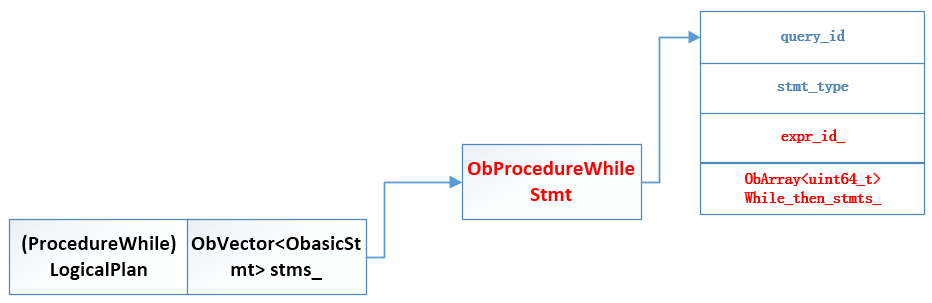 query_id
stmt_type
expr_id_
ObArray<uint64_t>
While_then_stmts_
ObProcedureWhile
Stmt
(ProcedureWhile)
LogicalPlan
ObVector<ObasicSt
mt> stms_